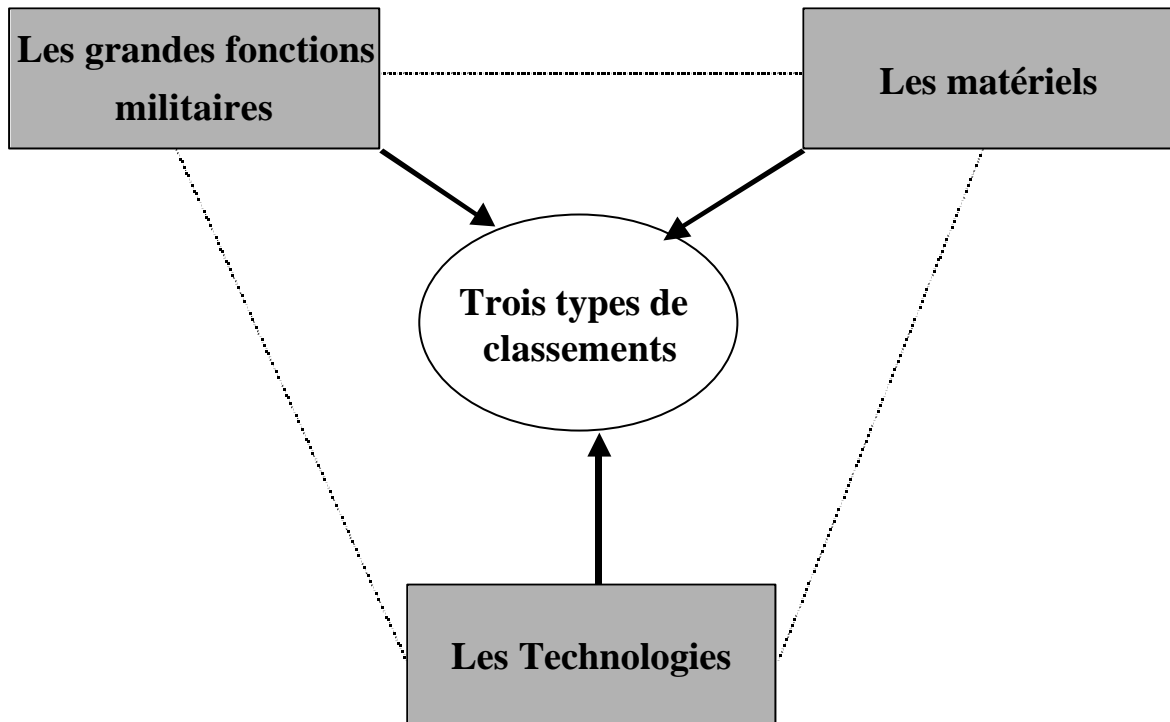 Les grandes fonctions
militaires
Les matériels
Trois types de
classements
Les Technologies